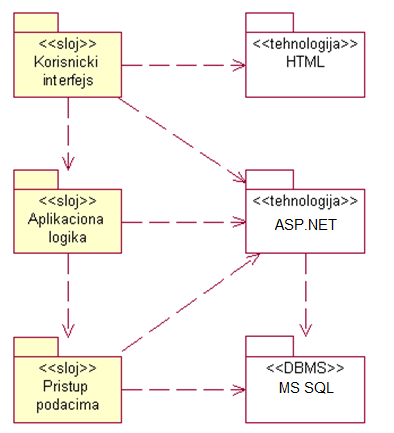 <<sloj>>
Korisnicki
interfejs
<<tehnologija>>
HTML
<<sloj>>
Aplikaciona
logika
<<tehnologija>>
ASP.NET
<<sloj>>
Pristup
podacima
<<DBMS>>
MS SQL